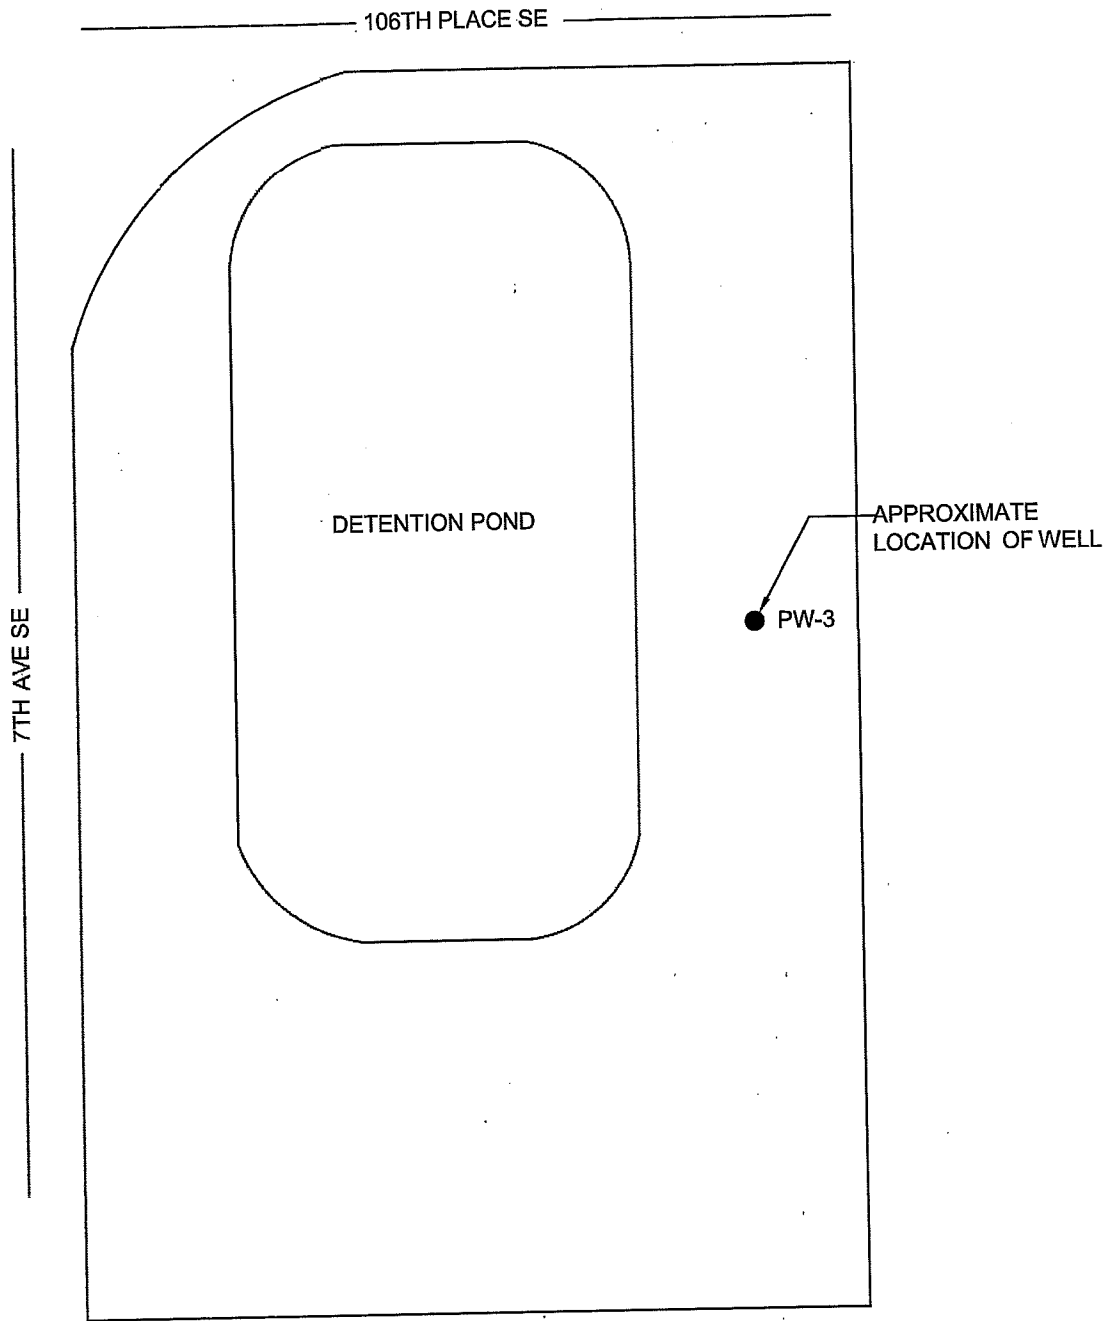 106TH PLACE SE
7TH AVE SE
DETENTION POND
APPROXIMATE
LOCATION OF WELL
PW-3